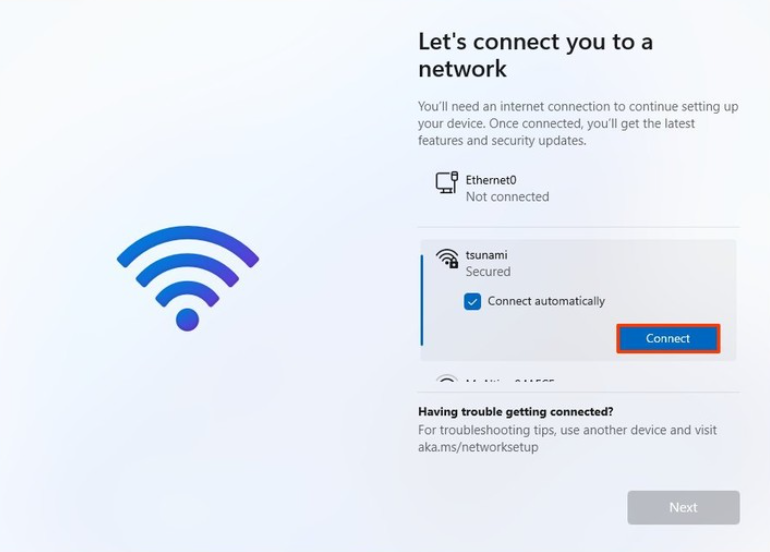 Let's connect you to a
network
You'll need an internet connection to continue setting up
your device. Once connected, you'll get the latest
features and security updates.
Ethernet0
Not connected
tsunami
Secured
Connect automatically
Connect
Having trouble getting connected?
For troubleshooting tips, use another device and visit
aka.ms/networksetup
Next